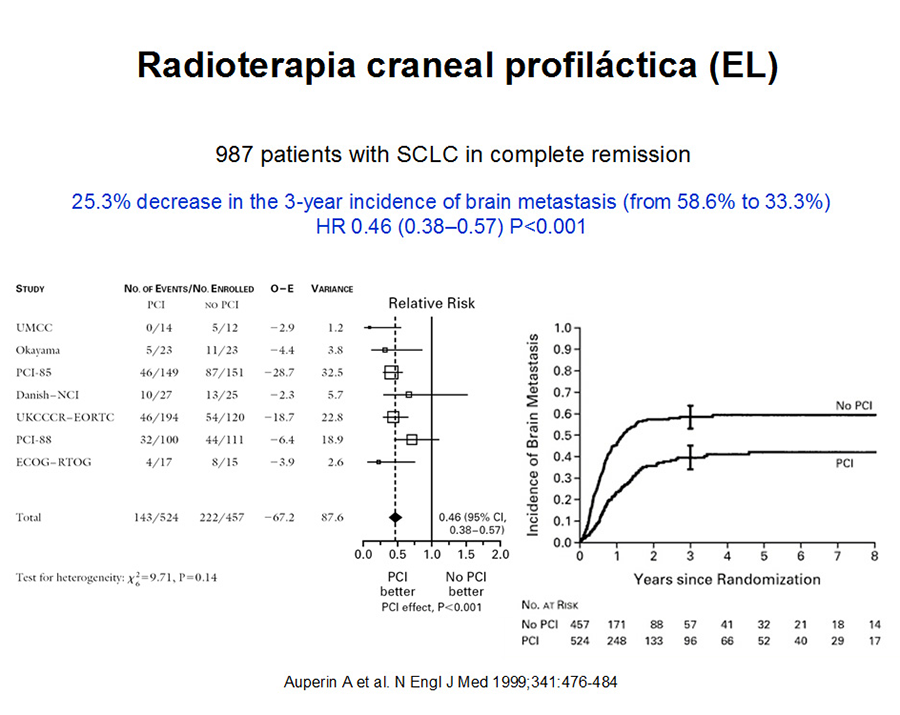 Radioterapia craneal profiláctica (EL)
987 patients with SCLC in complete remission
25.3% decrease in the 3-year incidence of brain metastasis (from 58.6% to 33.3%)
HR 0.46 (0.38–0.57) P<0.001
STUDY NO. OF EVENTS/NO. ENROLLED O–E VARIANCE
PCI NO PCI
Relative Risk
UMCC 0/14 5/12 −2.9 1.2
Okayama 5/23 11/23 −4.4 3.8
PCI-85 46/149 87/151 −28.7 32.5
Danish–NCI 10/27 13/25 −2.3 5.7
UKCCCR–EORTC 46/194 54/120 −18.7 22.8
PCI-88 32/100 44/111 −6.4 18.9
ECOG–RTOG 4/17 8/15 −3.9 2.6
Total 143/524 222/457 −67.2 87.6
0.46 (95% CI,
0.38–0.57)
0.0 0.5 1.0 1.5 2.0
Test for heterogeneity: χ²₆=9.71, P=0.14
PCI No PCI
better better
PCI effect, P<0.001
Incidence of Brain Metastasis
1.0
0.9
0.8
0.7
0.6
0.5
0.4
0.3
0.2
0.1
0.0
No PCI
PCI
0 1 2 3 4 5 6 7 8
Years since Randomization
NO. AT RISK
No PCI 457 171 88 57 41 32 21 18 14
PCI 524 248 133 96 66 52 40 29 17
Auperin A et al. N Engl J Med 1999;341:476-484